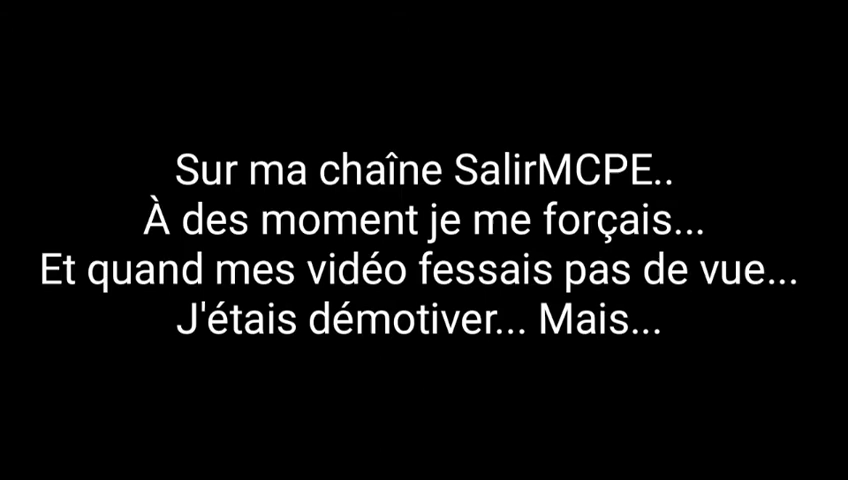 Sur ma chaîne SalirMCPE..
À des moment je me forçais...
Et quand mes vidéo fessais pas de vue...
J'étais démotiver... Mais...